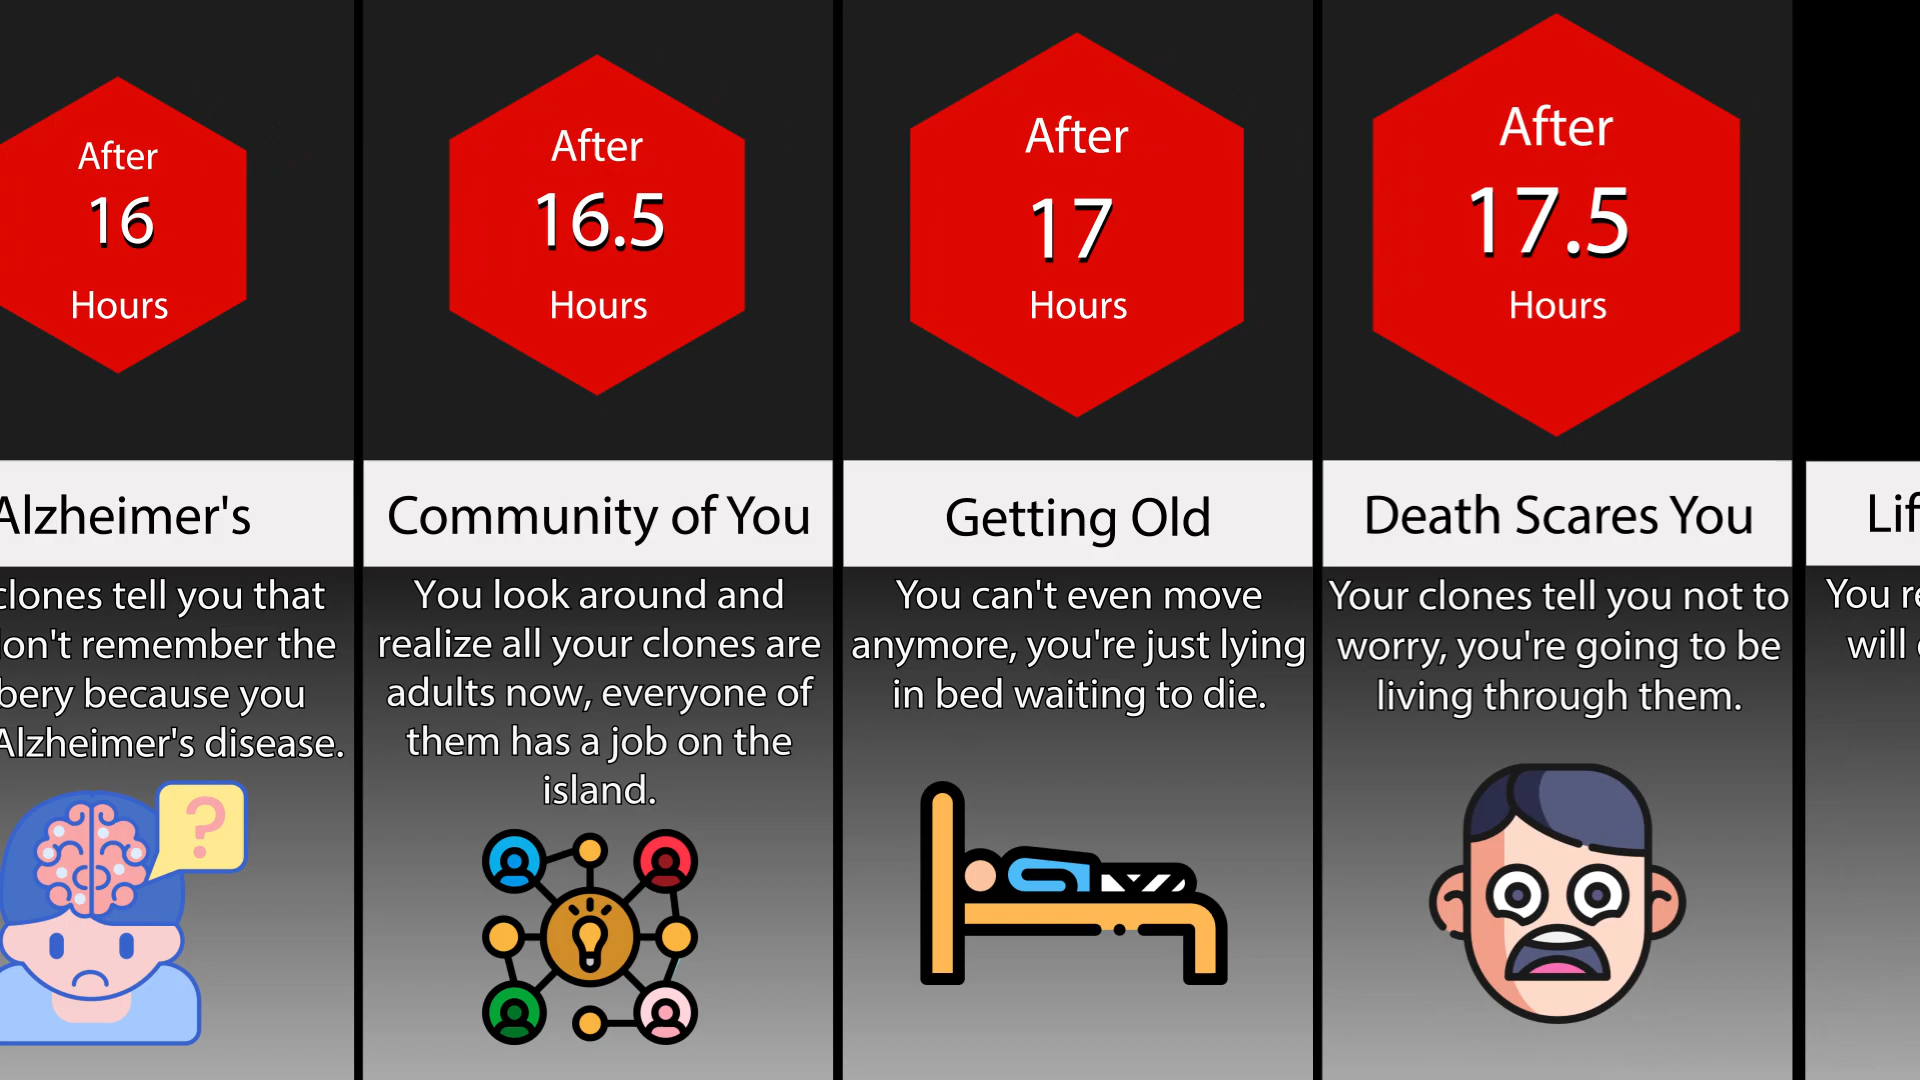 After
16
Hours
Alzheimer's
clones tell you that
don't remember the
because you
Alzheimer's disease.
?
After
16.5
Hours
Community of You
You look around and
realize all your clones are
adults now, everyone of
them has a job on the
island.
After
17
Hours
Getting Old
You can't even move
anymore, you're just lying
in bed waiting to die.
After
17.5
Hours
Death Scares You
Your clones tell you not to
worry, you're going to be
living through them.
You
will